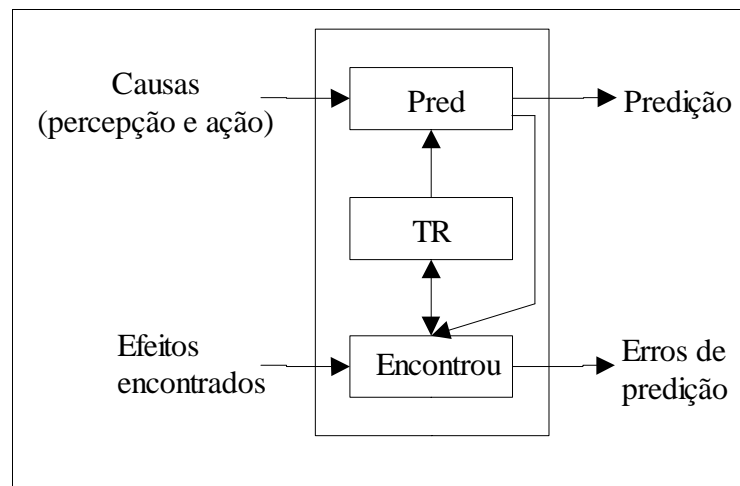 Causas
(percepção e ação)
Pred
Predição
TR
Efeitos
encontrados
Encontrou
Erros de
predição